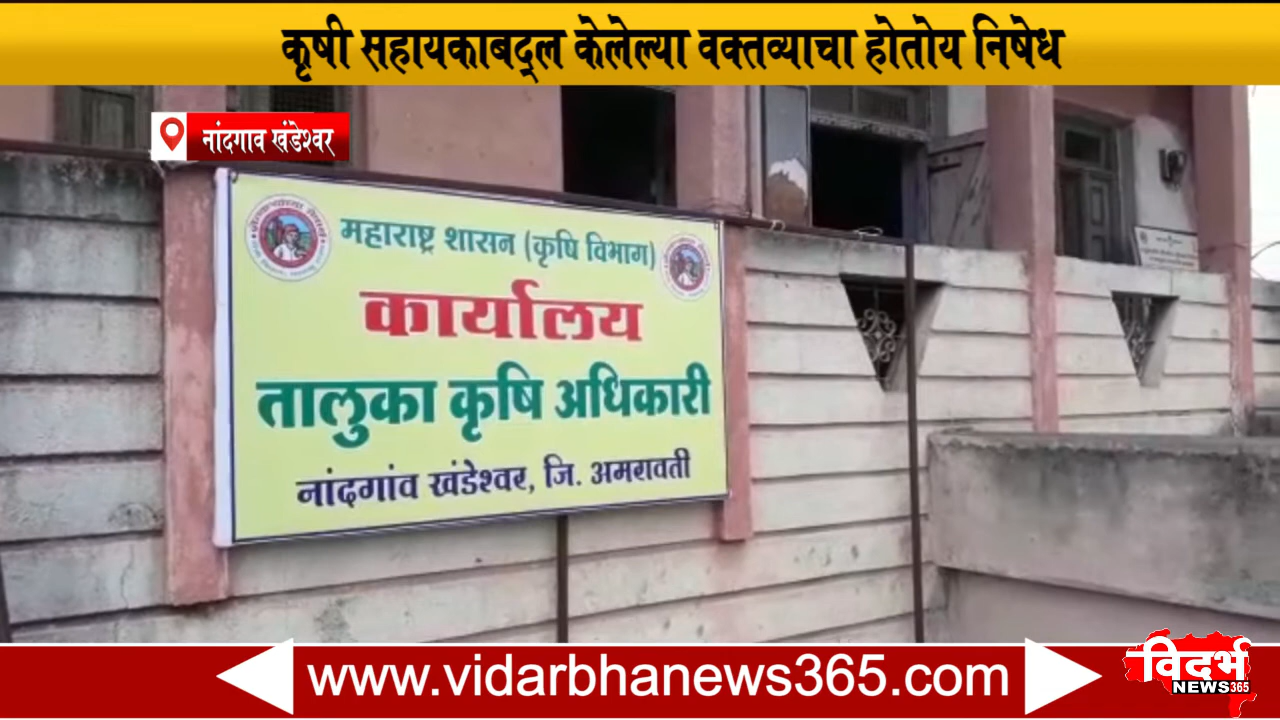 कृषी सहायकाबद्ल केलेल्या वक्तव्याचा होतोय निषेध
नांदगाव खंडेश्वर
महाराष्ट्र शासन (कृषि विभाग)
कार्यालय
तालुका कृषि अधिकारी
नांदगांव खंडेश्वर, जि. अमरावती
www.vidarbhanews365.com
विदर्भ
NEWS365